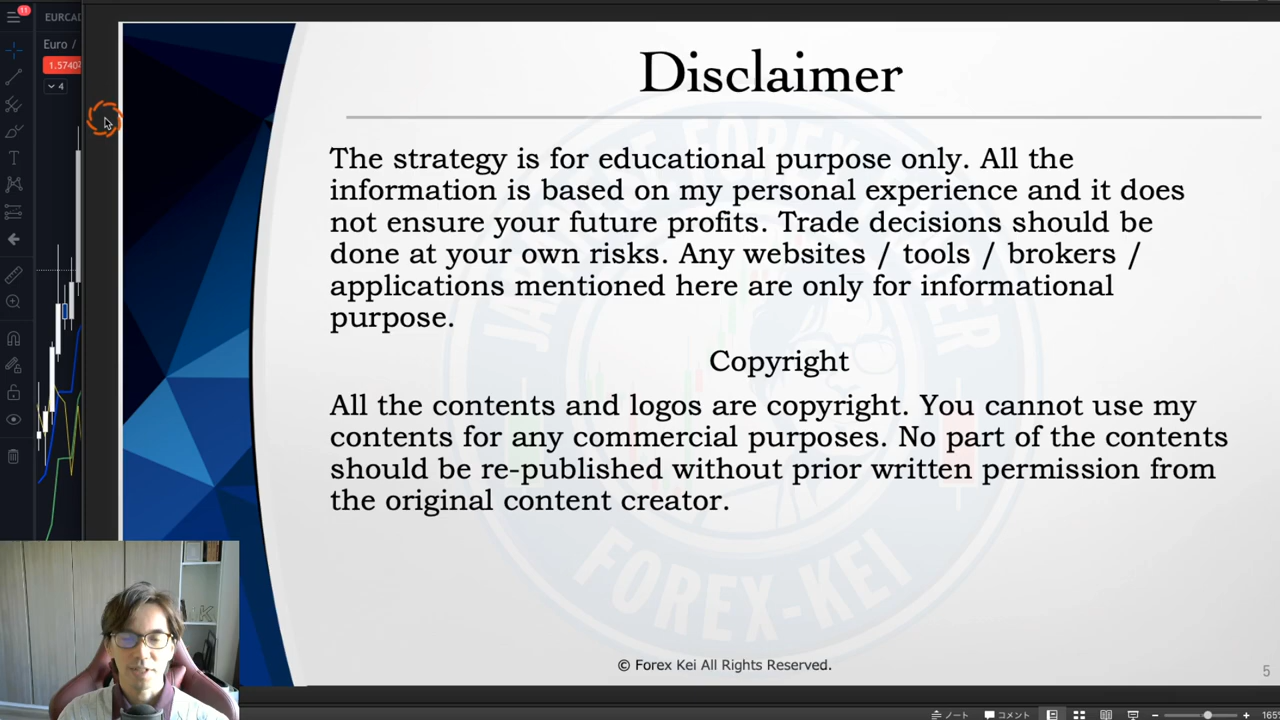 11
EURCAD
Disclaimer
Euro /
1.5740
4
The strategy is for educational purpose only. All the
information is based on my personal experience and it does
not ensure your future profits. Trade decisions should be
done at your own risks. Any websites / tools / brokers /
applications mentioned here are only for informational
purpose.
Copyright
All the contents and logos are copyright. You cannot use my
contents for any commercial purposes. No part of the contents
should be re-published without prior written permission from
the original content creator.
FOREX-KEI
© Forex Kei All Rights Reserved.
5
ノート
コメント
165